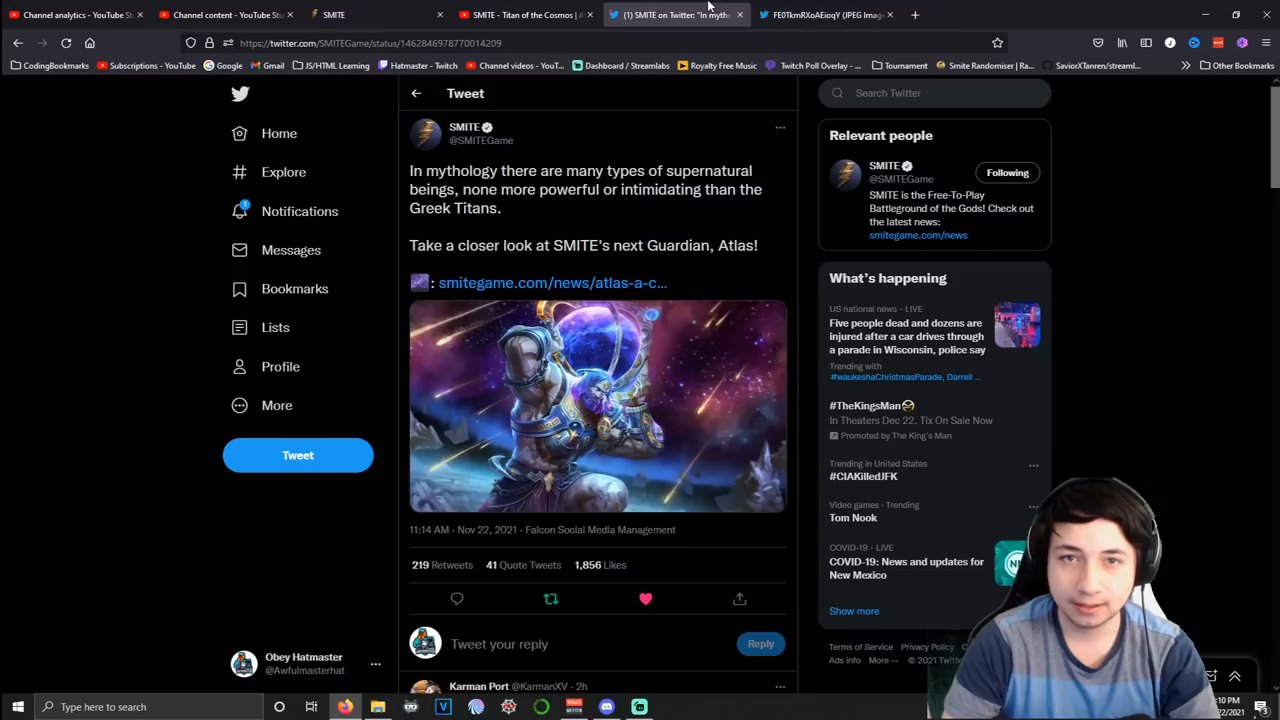 Channel analytics - YouTube Stu
Channel content - YouTube Stu
SMITE
SMITE - Titan of the Cosmos | A
(1) SMITE on Twitter: "In myth
FE0TkmRXoAEioqY (JPEG Imag
https://twitter.com/SMITEGame/status/1462846978770014209
CodingBookmarks
Subscriptions - YouTube
Google
Gmail
JS/HTML Learning
Hatmaster - Twitch
Channel videos - YouT...
Dashboard / Streamlabs
Royalty Free Music
Twitch Poll Overlay - ...
Tournament
Smite Randomiser | Ra...
SaviorXTanren/streaml...
Other Bookmarks
Home
Explore
1
Notifications
Messages
Bookmarks
Lists
Profile
More
Tweet
Obey Hatmaster
@Awfulmasterhat
Tweet
SMITE
@SMITEGame
In mythology there are many types of supernatural
beings, none more powerful or intimidating than the
Greek Titans.
Take a closer look at SMITE's next Guardian, Atlas!
: smitegame.com/news/atlas-a-c...
11:14 AM · Nov 22, 2021 · Falcon Social Media Management
219 Retweets 41 Quote Tweets 1,856 Likes
Tweet your reply
Reply
Karman Port @KarmanXV · 2h
Search Twitter
Relevant people
SMITE
@SMITEGame
Following
SMITE is the Free-To-Play
Battleground of the Gods! Check out
the latest news:
smitegame.com/news
What's happening
US national news · LIVE
Five people dead and dozens are
injured after a car drives through
a parade in Wisconsin, police say
Trending with
#waukeshaChristmasParade, Darrell ...
#TheKingsMan
In Theaters Dec 22. Tix On Sale Now
Promoted by The King's Man
Trending in United States
#CIAKilledJFK
Video games · Trending
Tom Nook
COVID-19 · LIVE
COVID-19: News and updates for
New Mexico
Show more
Terms of Service Privacy Policy
Ad info More ··· © 2021 Twitt
Type here to search